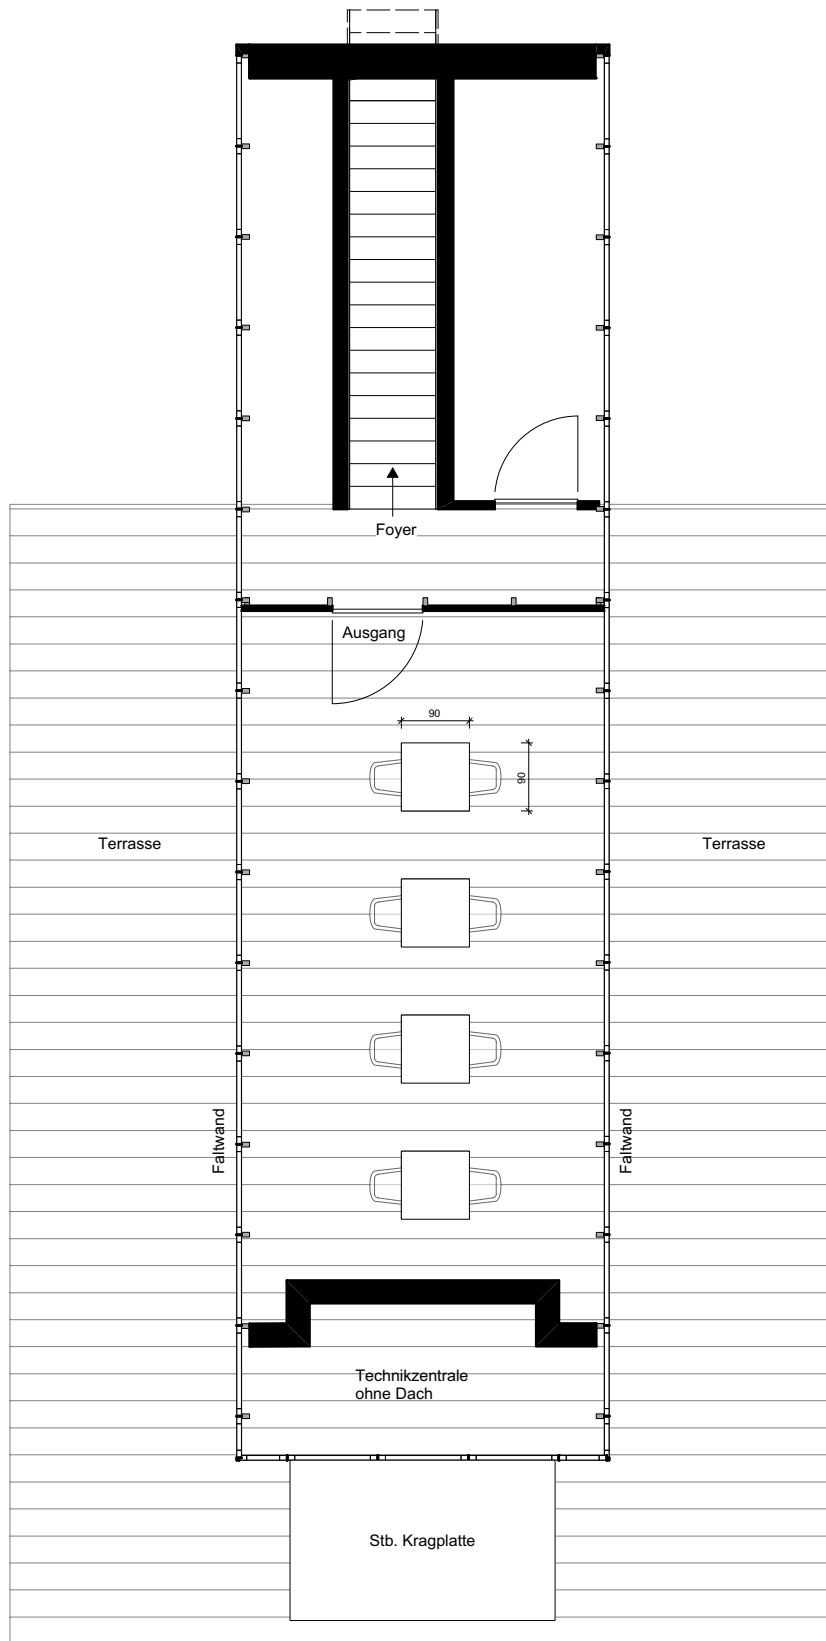 Foyer
Ausgang
90
90
Terrasse
Terrasse
Faltwand
Faltwand
Technikzentrale
ohne Dach
Stb. Kragplatte